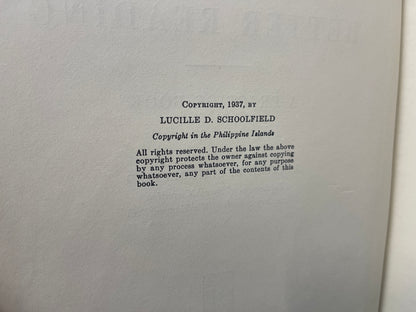 COPYRIGHT, 1937, BY
LUCILLE D. SCHOOLFIELD
Copyright in the Philippine Islands
All rights reserved. Under the law the above
copyright protects the owner against copying
by any process whatsoever, for any purpose
whatsoever, any part of the contents of this
book.